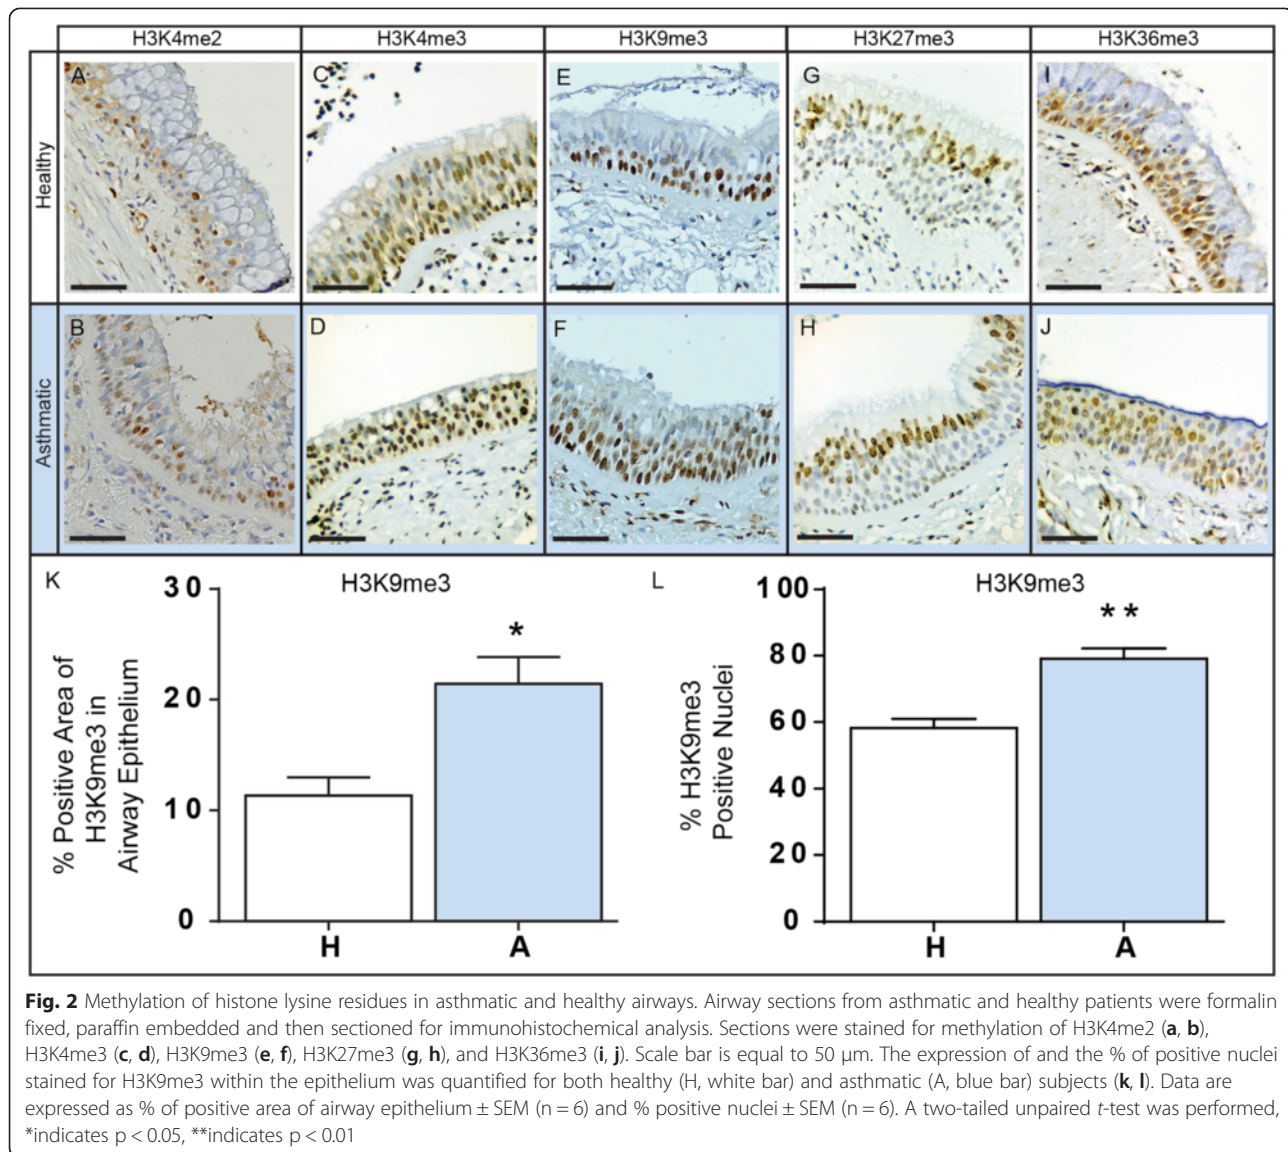 H3K4me2 H3K4me3 H3K9me3 H3K27me3 H3K36me3
Healthy
A C E G I
Asthmatic
B D F H J
K H3K9me3
% Positive Area of
H3K9me3 in
Airway Epithelium
30
20
10
0
*
H A
L H3K9me3
% H3K9me3
Positive Nuclei
100
80
60
40
20
0
**
H A
Fig. 2 Methylation of histone lysine residues in asthmatic and healthy airways. Airway sections from asthmatic and healthy patients were formalin
fixed, paraffin embedded and then sectioned for immunohistochemical analysis. Sections were stained for methylation of H3K4me2 (a, b),
H3K4me3 (c, d), H3K9me3 (e, f), H3K27me3 (g, h), and H3K36me3 (i, j). Scale bar is equal to 50 μm. The expression of and the % of positive nuclei
stained for H3K9me3 within the epithelium was quantified for both healthy (H, white bar) and asthmatic (A, blue bar) subjects (k, l). Data are
expressed as % of positive area of airway epithelium ± SEM (n = 6) and % positive nuclei ± SEM (n = 6). A two-tailed unpaired t-test was performed,
*indicates p < 0.05, **indicates p < 0.01